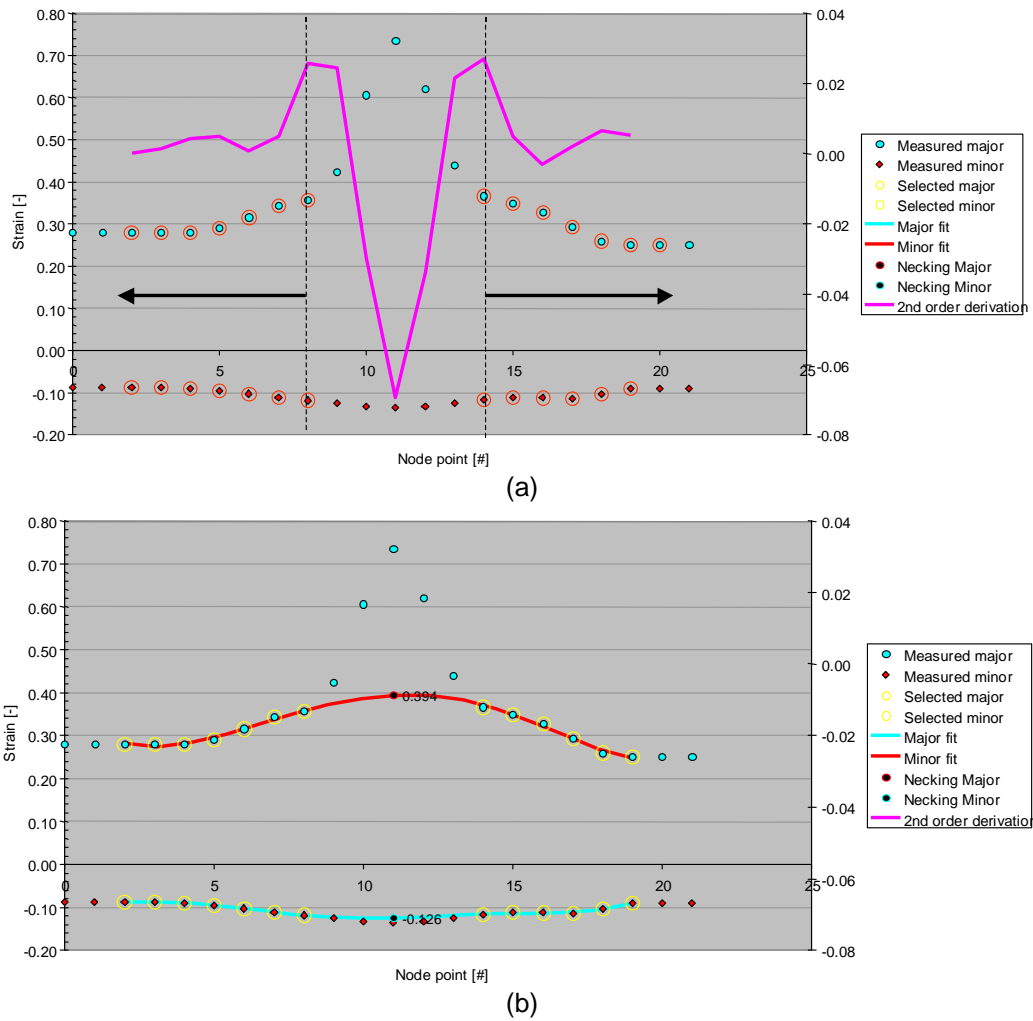 0.80
0.70
0.60
0.50
0.40
0.30
0.20
0.10
0.00
-0.10
-0.20
Strain [-]
0.04
0.02
0.00
-0.02
-0.04
-0.06
-0.08
0 5 10 15 20 25
Node point [#]
Measured major
Measured minor
Selected major
Selected minor
Major fit
Minor fit
Necking Major
Necking Minor
2nd order derivation
(a)
0.80
0.70
0.60
0.50
0.40
0.30
0.20
0.10
0.00
-0.10
-0.20
Strain [-]
0.394
-0.126
0.04
0.02
0.00
-0.02
-0.04
-0.06
-0.08
0 5 10 15 20 25
Node point [#]
Measured major
Measured minor
Selected major
Selected minor
Major fit
Minor fit
Necking Major
Necking Minor
2nd order derivation
(b)